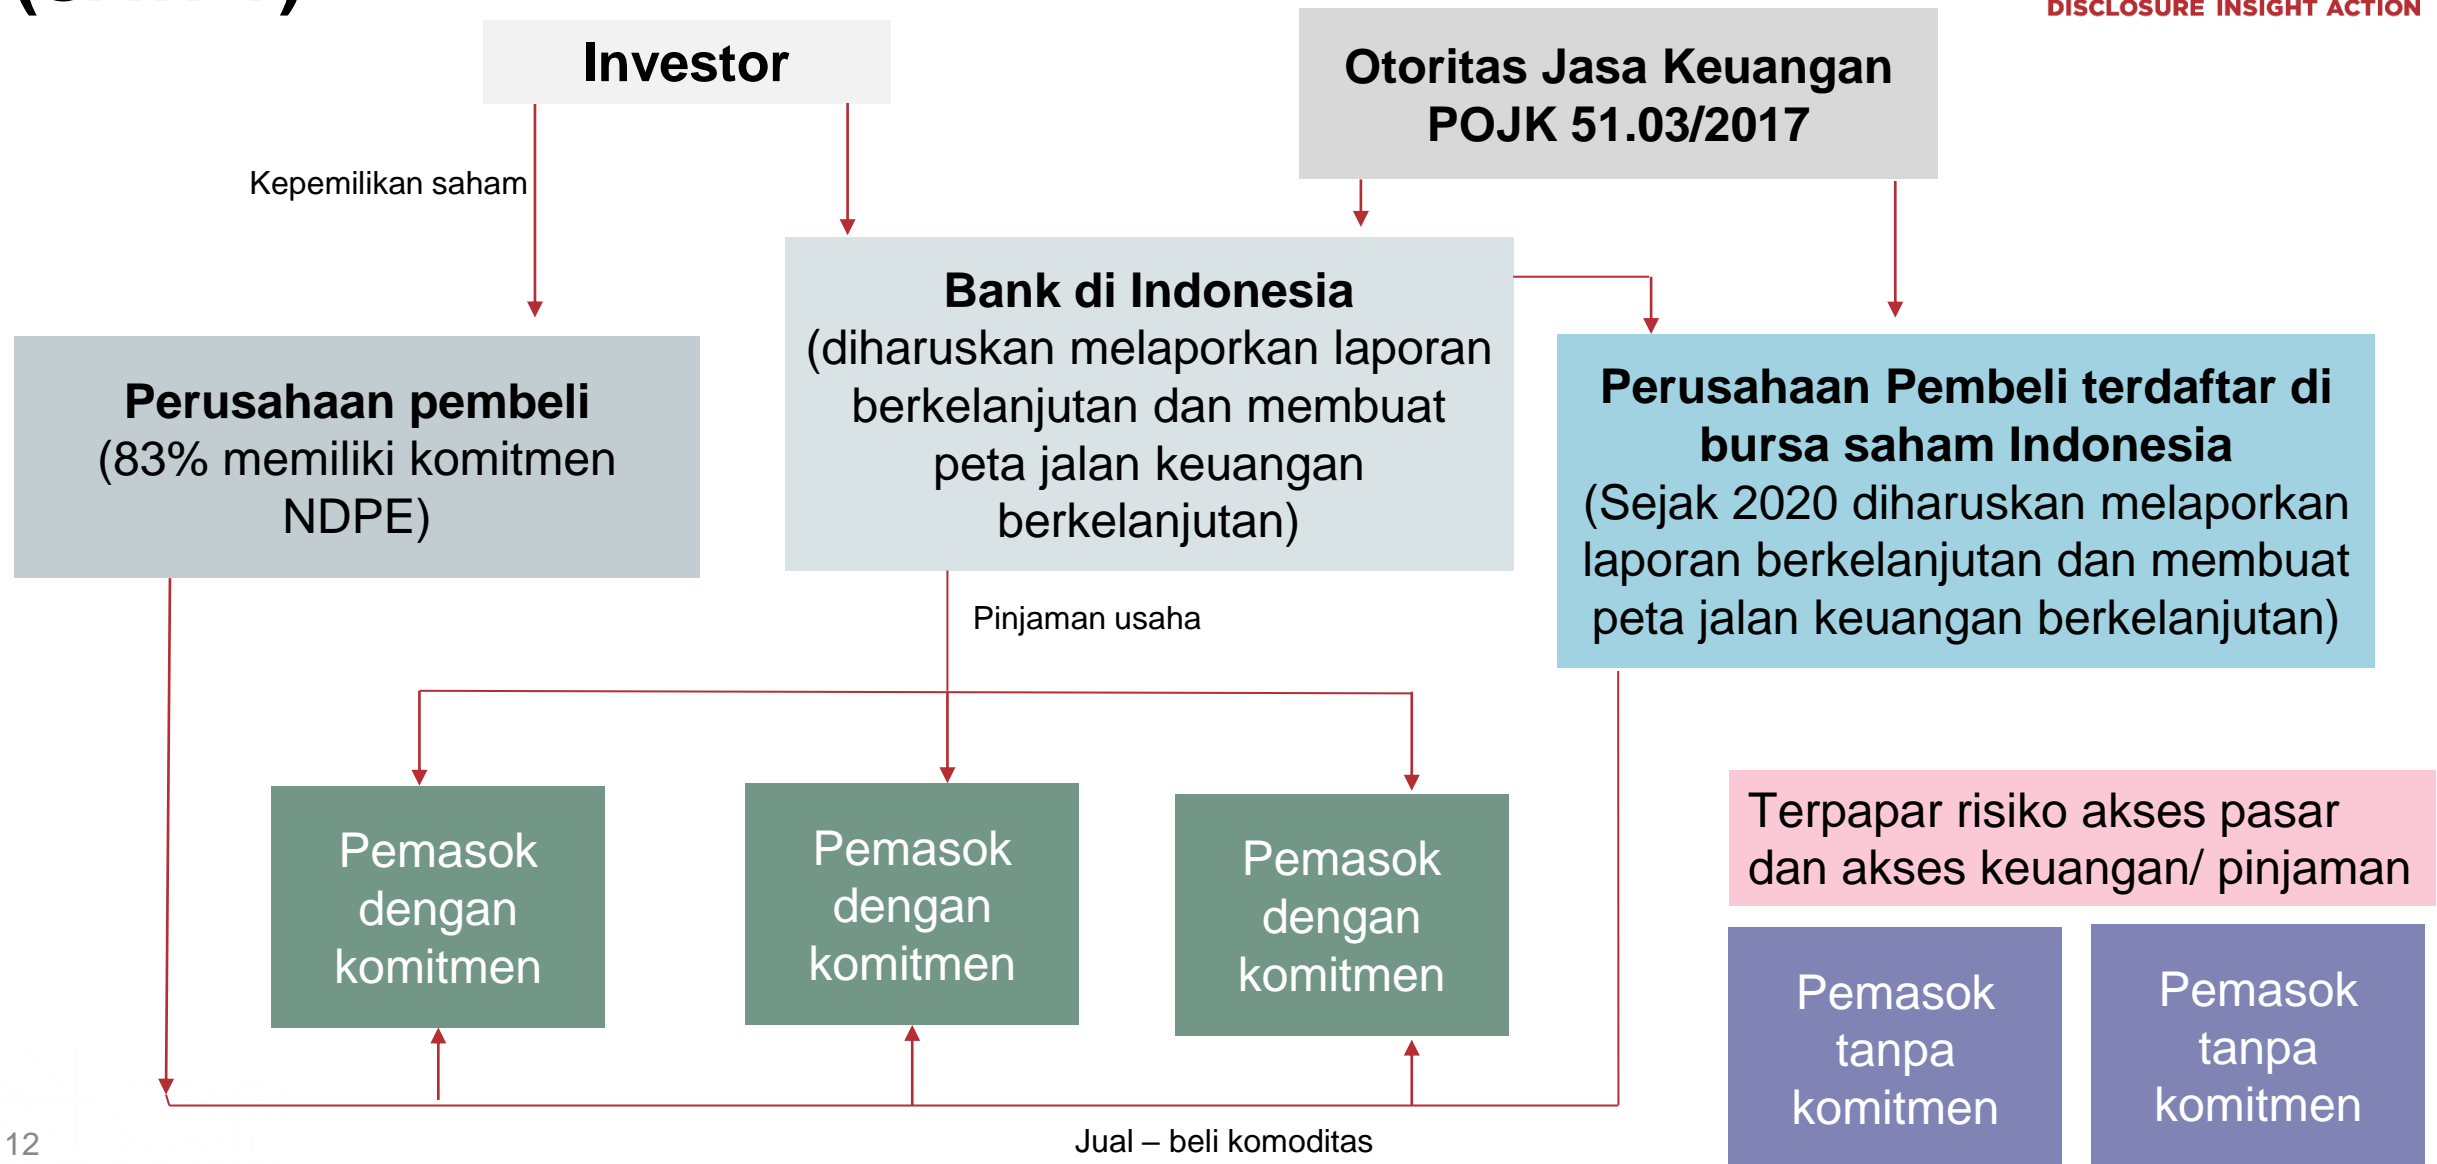 DISCLOSURE INSIGHT ACTION
Investor
Otoritas Jasa Keuangan
POJK 51.03/2017
Kepemilikan saham
Bank di Indonesia
(diharuskan melaporkan laporan
berkelanjutan dan membuat
peta jalan keuangan
berkelanjutan)
Perusahaan pembeli
(83% memiliki komitmen
NDPE)
Perusahaan Pembeli terdaftar di
bursa saham Indonesia
(Sejak 2020 diharuskan melaporkan
laporan berkelanjutan dan membuat
peta jalan keuangan berkelanjutan)
Pinjaman usaha
Pemasok
dengan
komitmen
Pemasok
dengan
komitmen
Pemasok
dengan
komitmen
Terpapar risiko akses pasar
dan akses keuangan/ pinjaman
Pemasok
tanpa
komitmen
Pemasok
tanpa
komitmen
Jual – beli komoditas
12